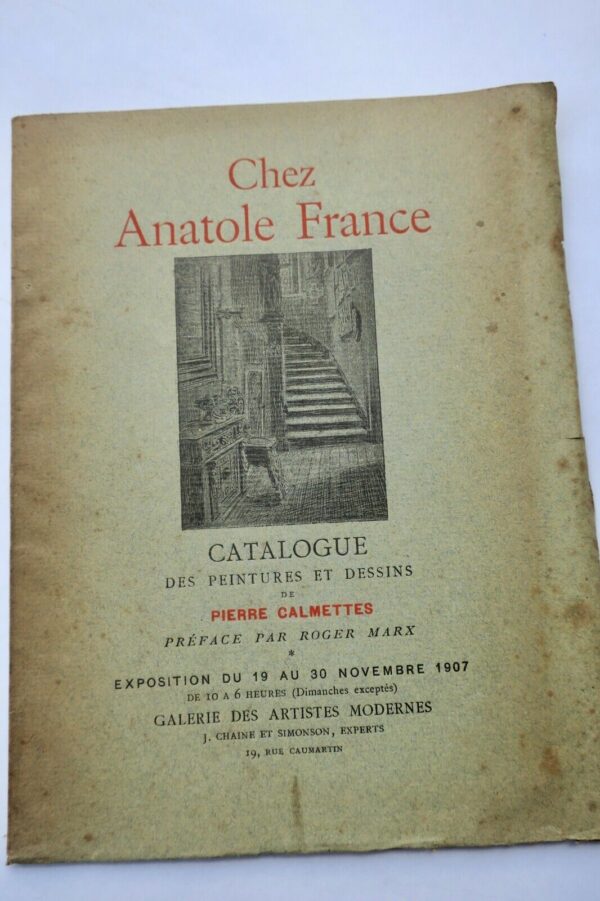 Chez
Anatole France
CATALOGUE
DES PEINTURES ET DESSINS
DE
PIERRE CALMETTES
PRÉFACE PAR ROGER MARX
*
EXPOSITION DU 19 AU 30 NOVEMBRE 1907
DE 10 A 6 HEURES (Dimanches exceptés)
GALERIE DES ARTISTES MODERNES
J. CHAINE ET SIMONSON, EXPERTS
19, RUE CAUMARTIN